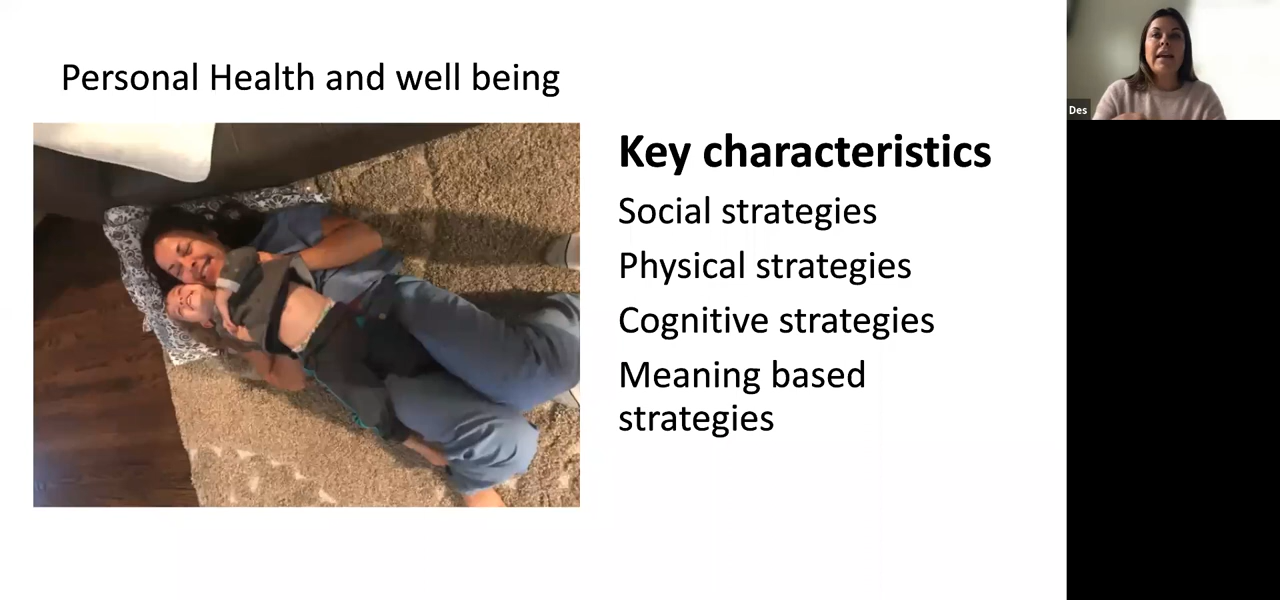 Personal Health and well being
Key characteristics
Social strategies
Physical strategies
Cognitive strategies
Meaning based
strategies
Des